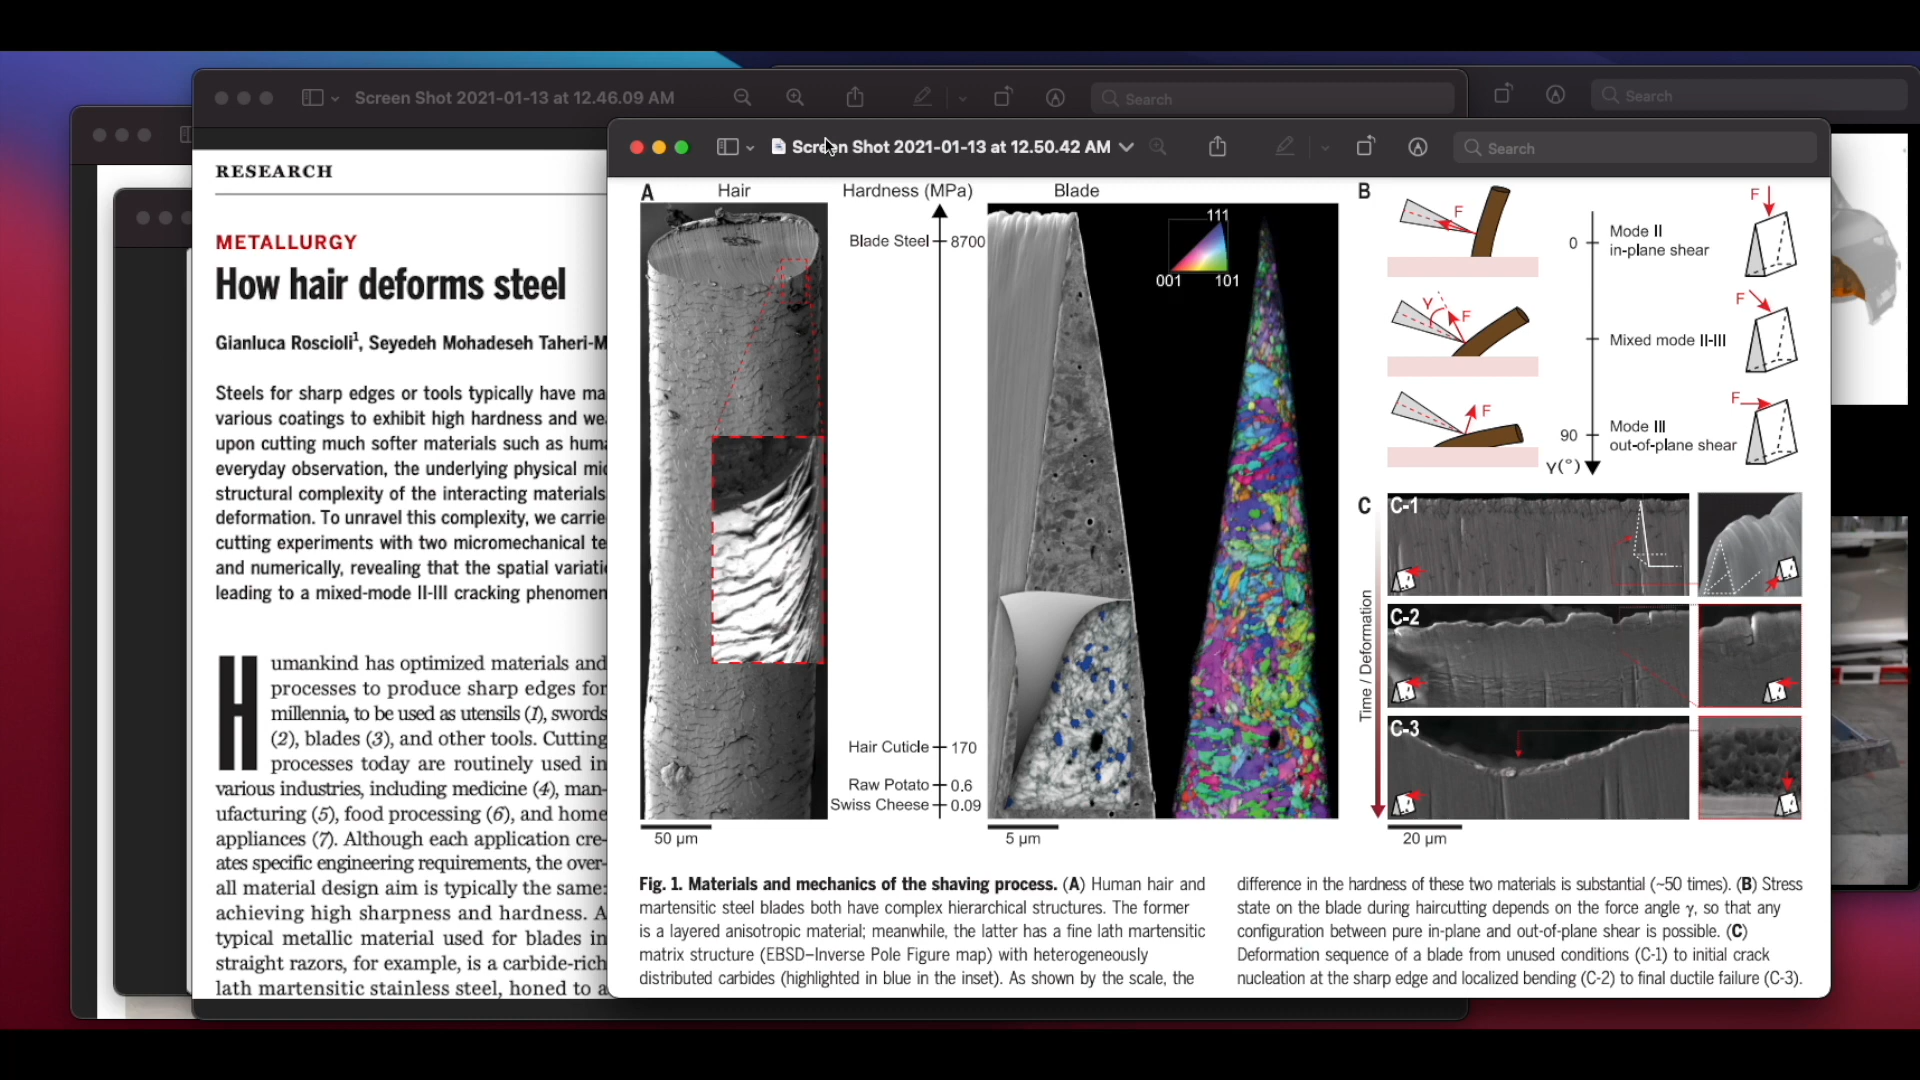 Screen Shot 2021-01-13 at 12.46.09 AM
Search
Search
Screen Shot 2021-01-13 at 12.50.42 AM
Search
RESEARCH
METALLURGY
How hair deforms steel
Gianluca Roscioli1, Seyedeh Mohadeseh Taheri-M
Steels for sharp edges or tools typically have ma
various coatings to exhibit high hardness and we
upon cutting much softer materials such as huma
everyday observation, the underlying physical mic
structural complexity of the interacting materials
deformation. To unravel this complexity, we carrie
cutting experiments with two micromechanical te
and numerically, revealing that the spatial variati
leading to a mixed-mode II-III cracking phenomen
Humankind has optimized materials and
processes to produce sharp edges for
millennia, to be used as utensils (1), swords
(2), blades (3), and other tools. Cutting
processes today are routinely used in
various industries, including medicine (4), man-
ufacturing (5), food processing (6), and home
appliances (7). Although each application cre-
ates specific engineering requirements, the over-
all material design aim is typically the same:
achieving high sharpness and hardness. A
typical metallic material used for blades in
straight razors, for example, is a carbide-rich
lath martensitic stainless steel, honed to a
A
Hair
Hardness (MPa)
Blade
Blade Steel 8700
Hair Cuticle 170
Raw Potato 0.6
Swiss Cheese 0.09
111
001 101
50 μm
5 μm
B
F
0
Mode II
in-plane shear
F
γ
F
Mixed mode II-III
F
F
90
Mode III
out-of-plane shear
F
γ(°)
C
Time / Deformation
C-1
C-2
C-3
20 μm
Fig. 1. Materials and mechanics of the shaving process. (A) Human hair and
martensitic steel blades both have complex hierarchical structures. The former
is a layered anisotropic material; meanwhile, the latter has a fine lath martensitic
matrix structure (EBSD–Inverse Pole Figure map) with heterogeneously
distributed carbides (highlighted in blue in the inset). As shown by the scale, the
difference in the hardness of these two materials is substantial (~50 times). (B) Stress
state on the blade during haircutting depends on the force angle γ, so that any
configuration between pure in-plane and out-of-plane shear is possible. (C)
Deformation sequence of a blade from unused conditions (C-1) to initial crack
nucleation at the sharp edge and localized bending (C-2) to final ductile failure (C-3).